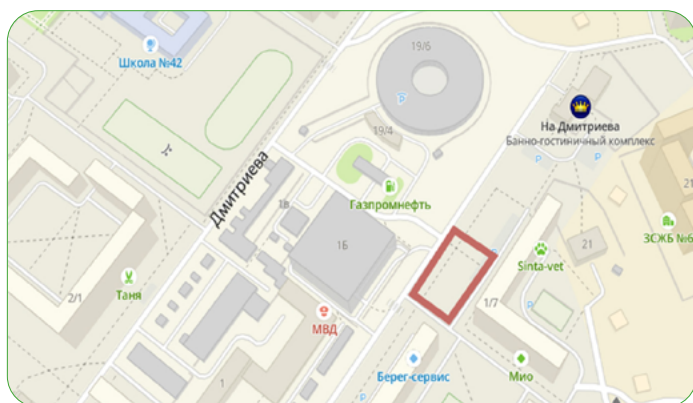 Школа №42
19/6
На Дмитриева
Банно-гостиничный комплекс
19/4
Дмитриева
Газпромнефть
1в
1Б
21
ЗСЖБ №6
21
Sinta-vet
2/1
Таня
МВД
1/7
1
Берег-сервис
Мио